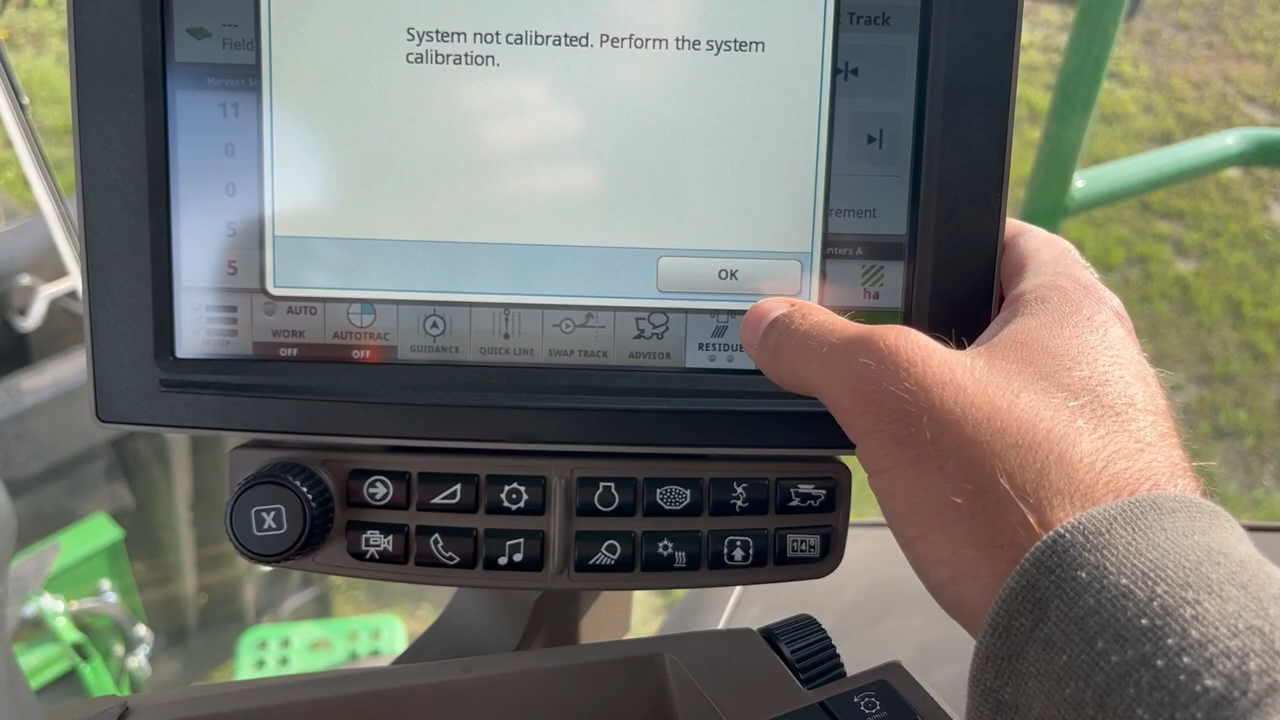 System not calibrated. Perform the system
calibration.
OK
---
Field
11
0
0
5
5
Track
rement
ha
AUTO
WORK
OFF
AUTOTRAC
OFF
GUIDANCE
QUICK LINE
SWAP TRACK
ADVISOR
RESIDUE
X